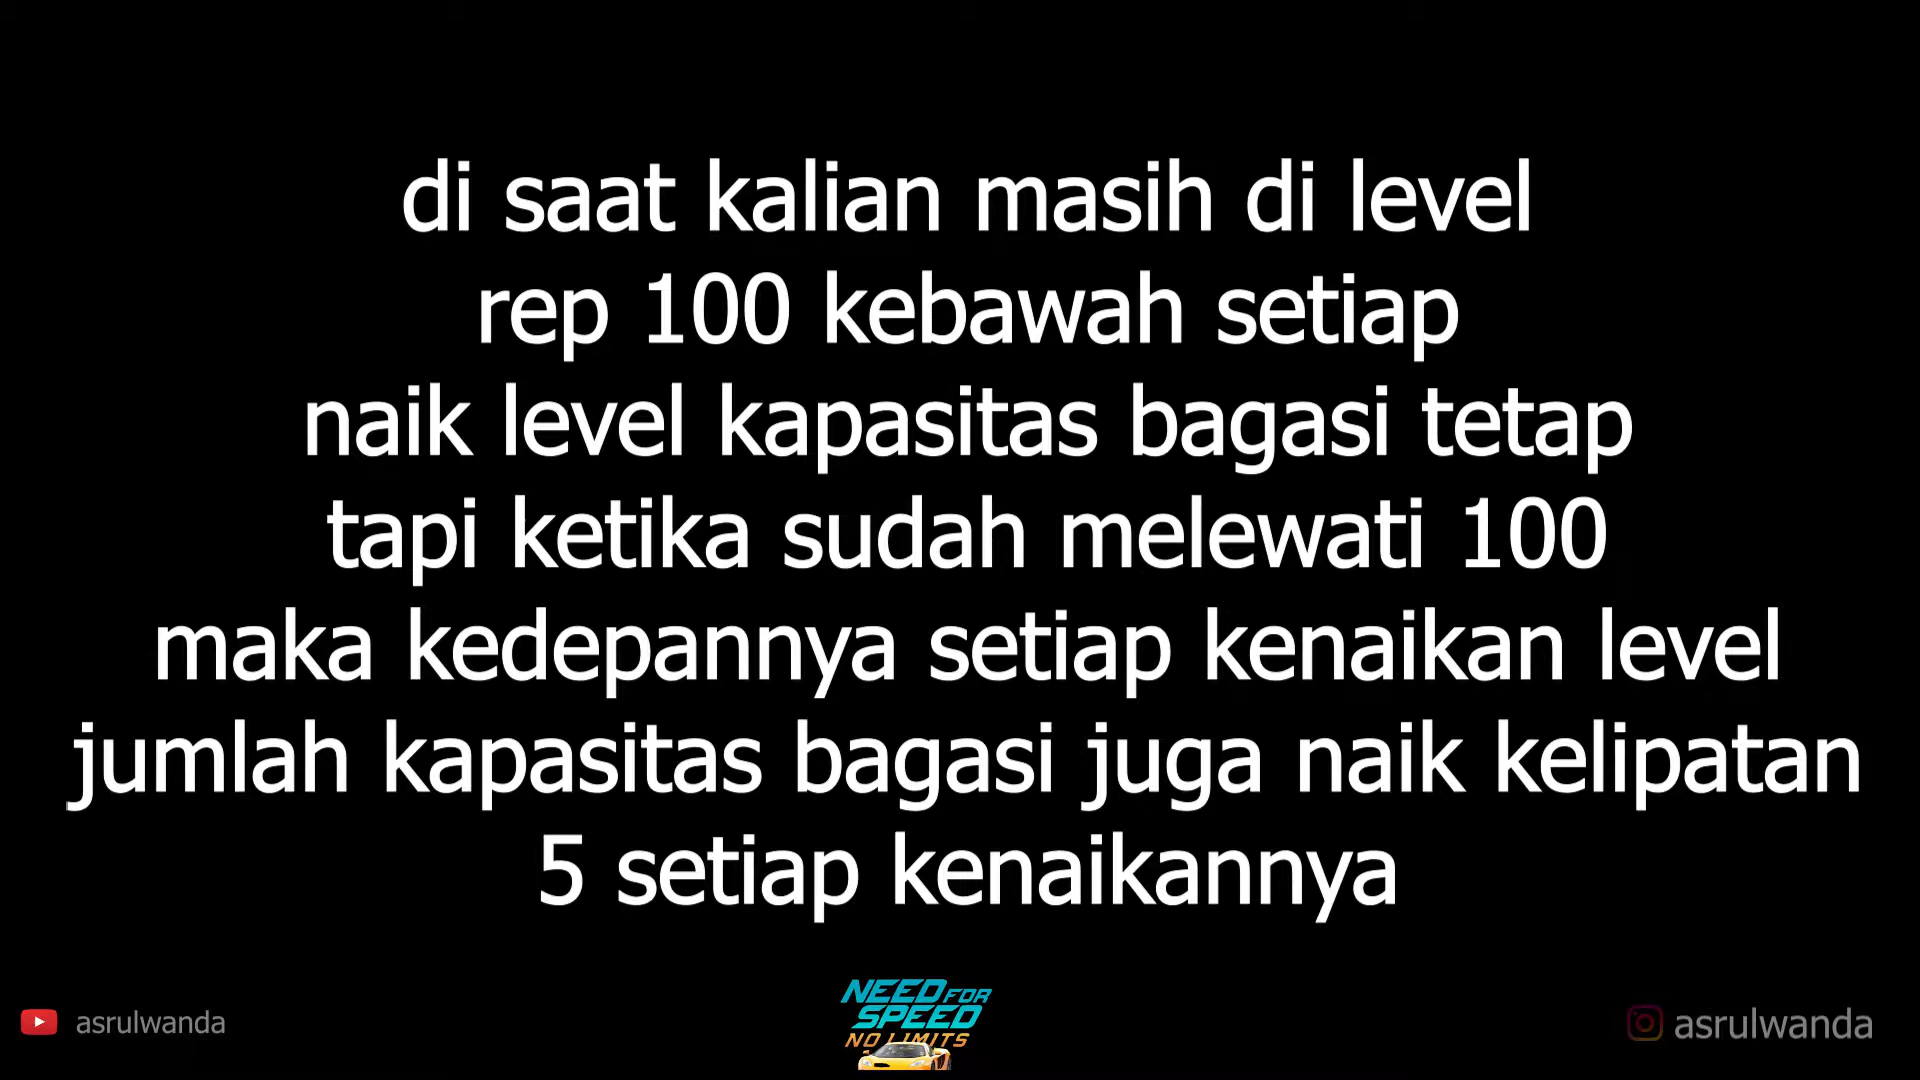 di saat kalian masih di level
rep 100 kebawah setiap
naik level kapasitas bagasi tetap
tapi ketika sudah melewati 100
maka kedepannya setiap kenaikan level
jumlah kapasitas bagasi juga naik kelipatan
5 setiap kenaikannya
NEED FOR
SPEED
NO LIMITS
asrulwanda
asrulwanda